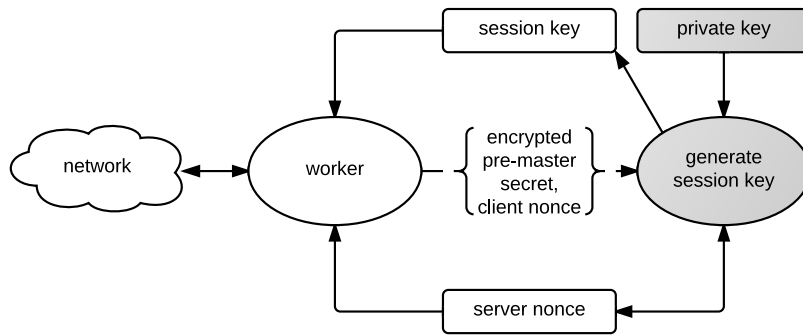 session key
private key
network
worker
encrypted
pre-master
secret,
client nonce
generate
session key
server nonce